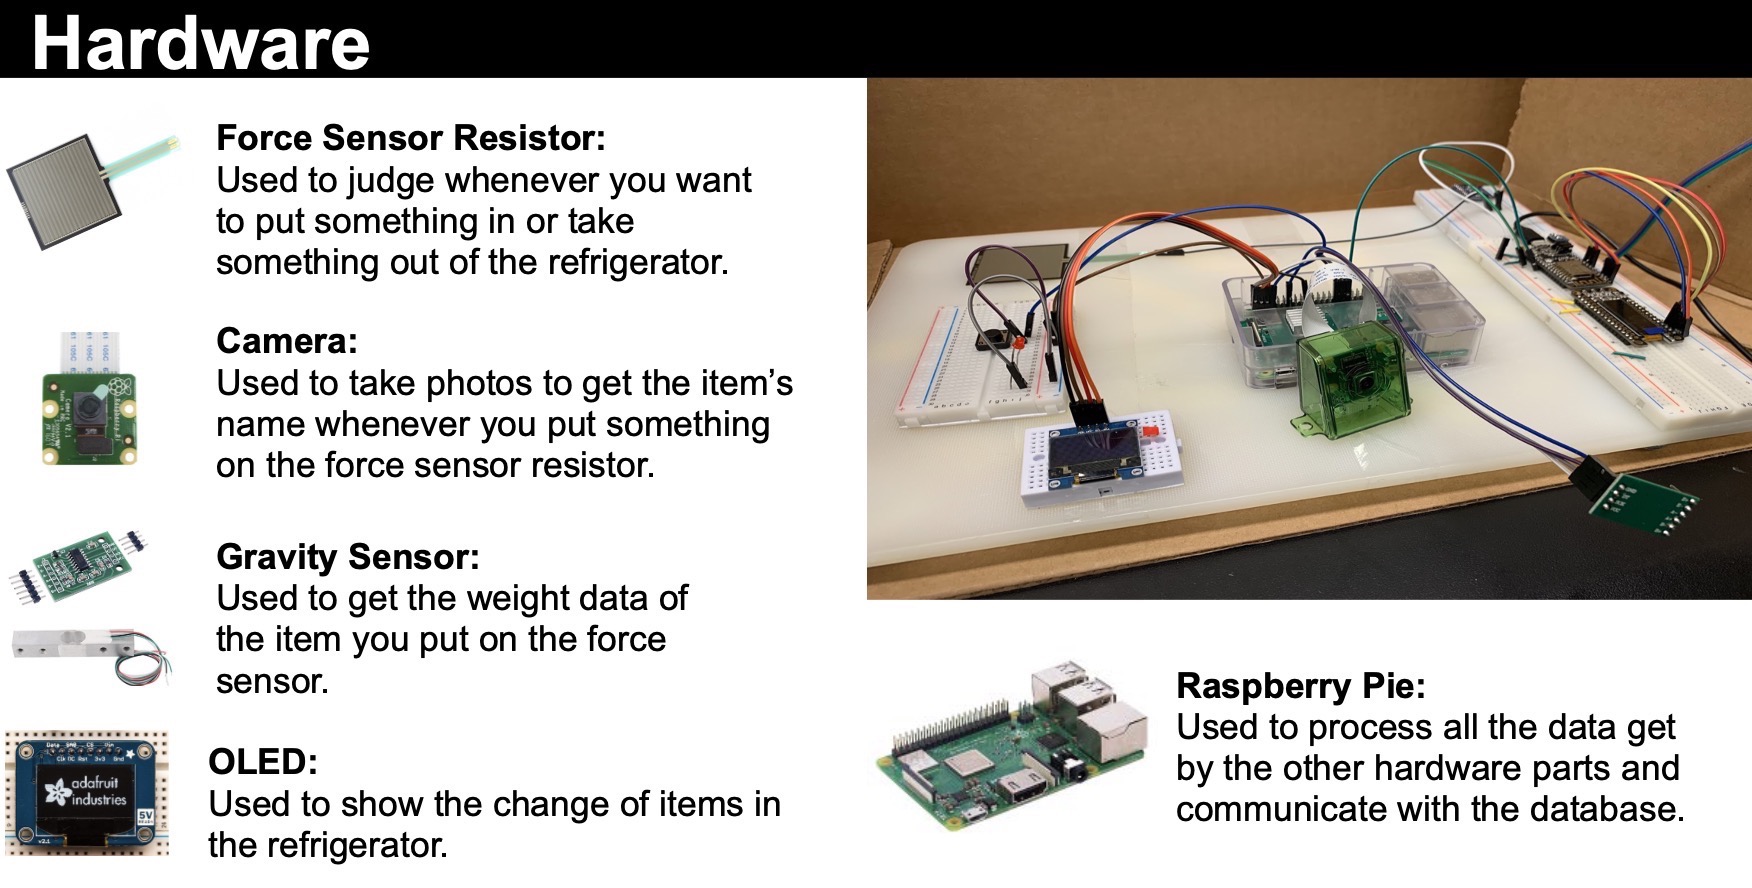 Hardware
Force Sensor Resistor:
Used to judge whenever you want
to put something in or take
something out of the refrigerator.
Camera:
Used to take photos to get the item’s
name whenever you put something
on the force sensor resistor.
Gravity Sensor:
Used to get the weight data of
the item you put on the force
sensor.
OLED:
Used to show the change of items in
the refrigerator.
adafruit
industries
5V
v2.1
Raspberry Pie:
Used to process all the data get
by the other hardware parts and
communicate with the database.